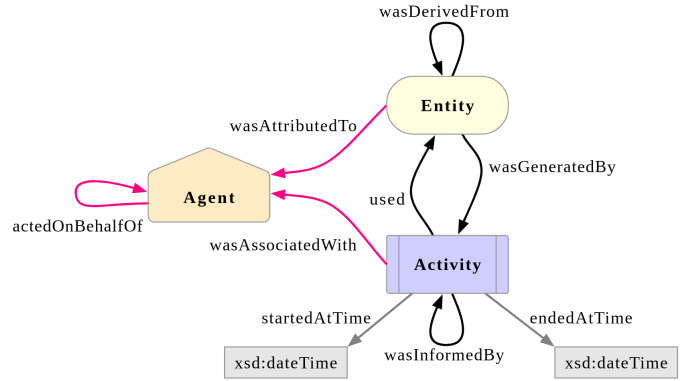 wasDerivedFrom
Entity
wasAttributedTo
wasGeneratedBy
Agent
used
actedOnBehalfOf
wasAssociatedWith
Activity
startedAtTime
endedAtTime
wasInformedBy
xsd:dateTime
xsd:dateTime